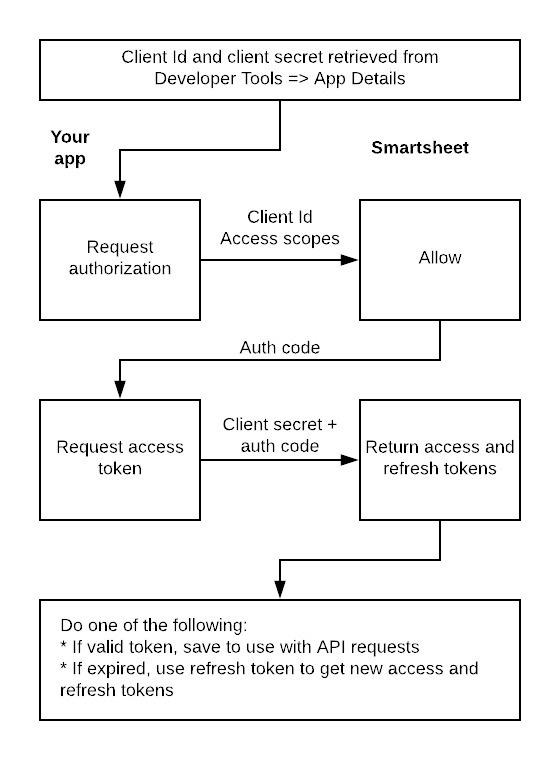 Client Id and client secret retrieved from
Developer Tools => App Details
Your
app
Smartsheet
Client Id
Access scopes
Request
authorization
Allow
Auth code
Client secret +
auth code
Request access
token
Return access and
refresh tokens
Do one of the following:
* If valid token, save to use with API requests
* If expired, use refresh token to get new access and
refresh tokens